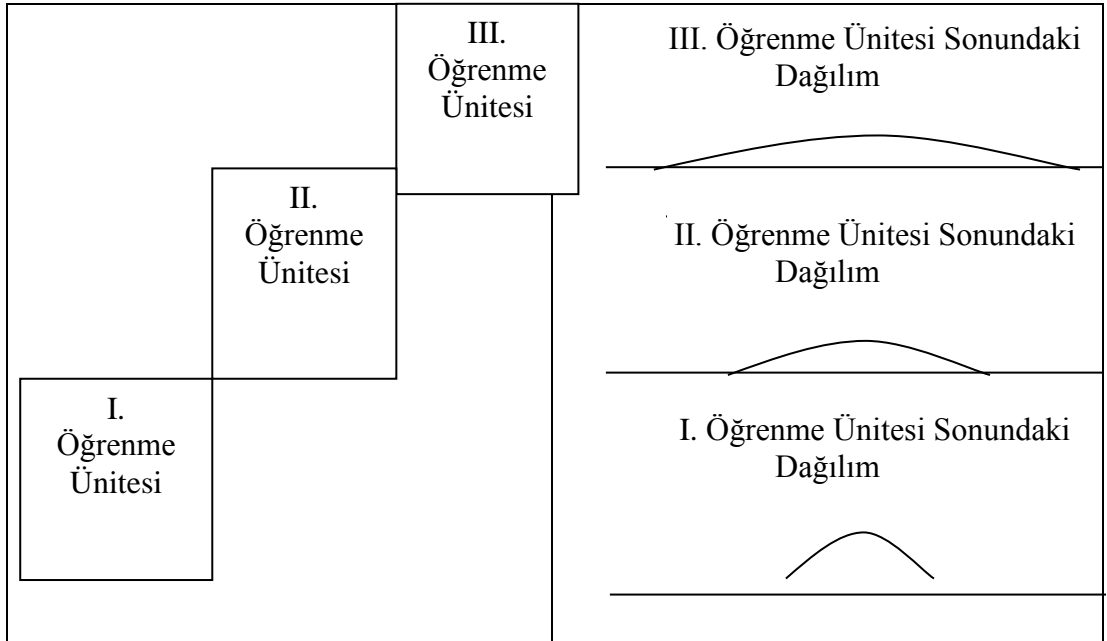 III.
Öğrenme
Ünitesi
III. Öğrenme Ünitesi Sonundaki
Dağılım
II.
Öğrenme
Ünitesi
II. Öğrenme Ünitesi Sonundaki
Dağılım
I.
Öğrenme
Ünitesi
I. Öğrenme Ünitesi Sonundaki
Dağılım